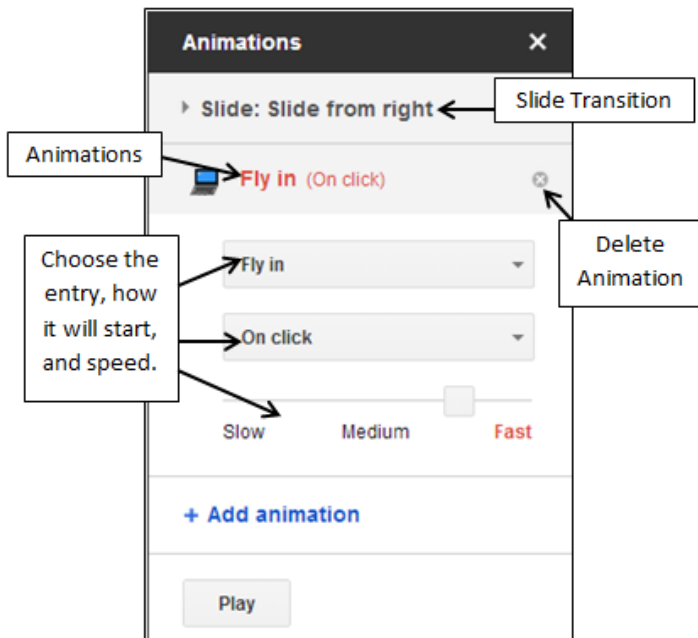 Animations
Slide: Slide from right
Slide Transition
Animations
Fly in (On click)
Delete
Animation
Choose the
entry, how
it will start,
and speed.
Fly in
On click
Slow Medium Fast
+ Add animation
Play